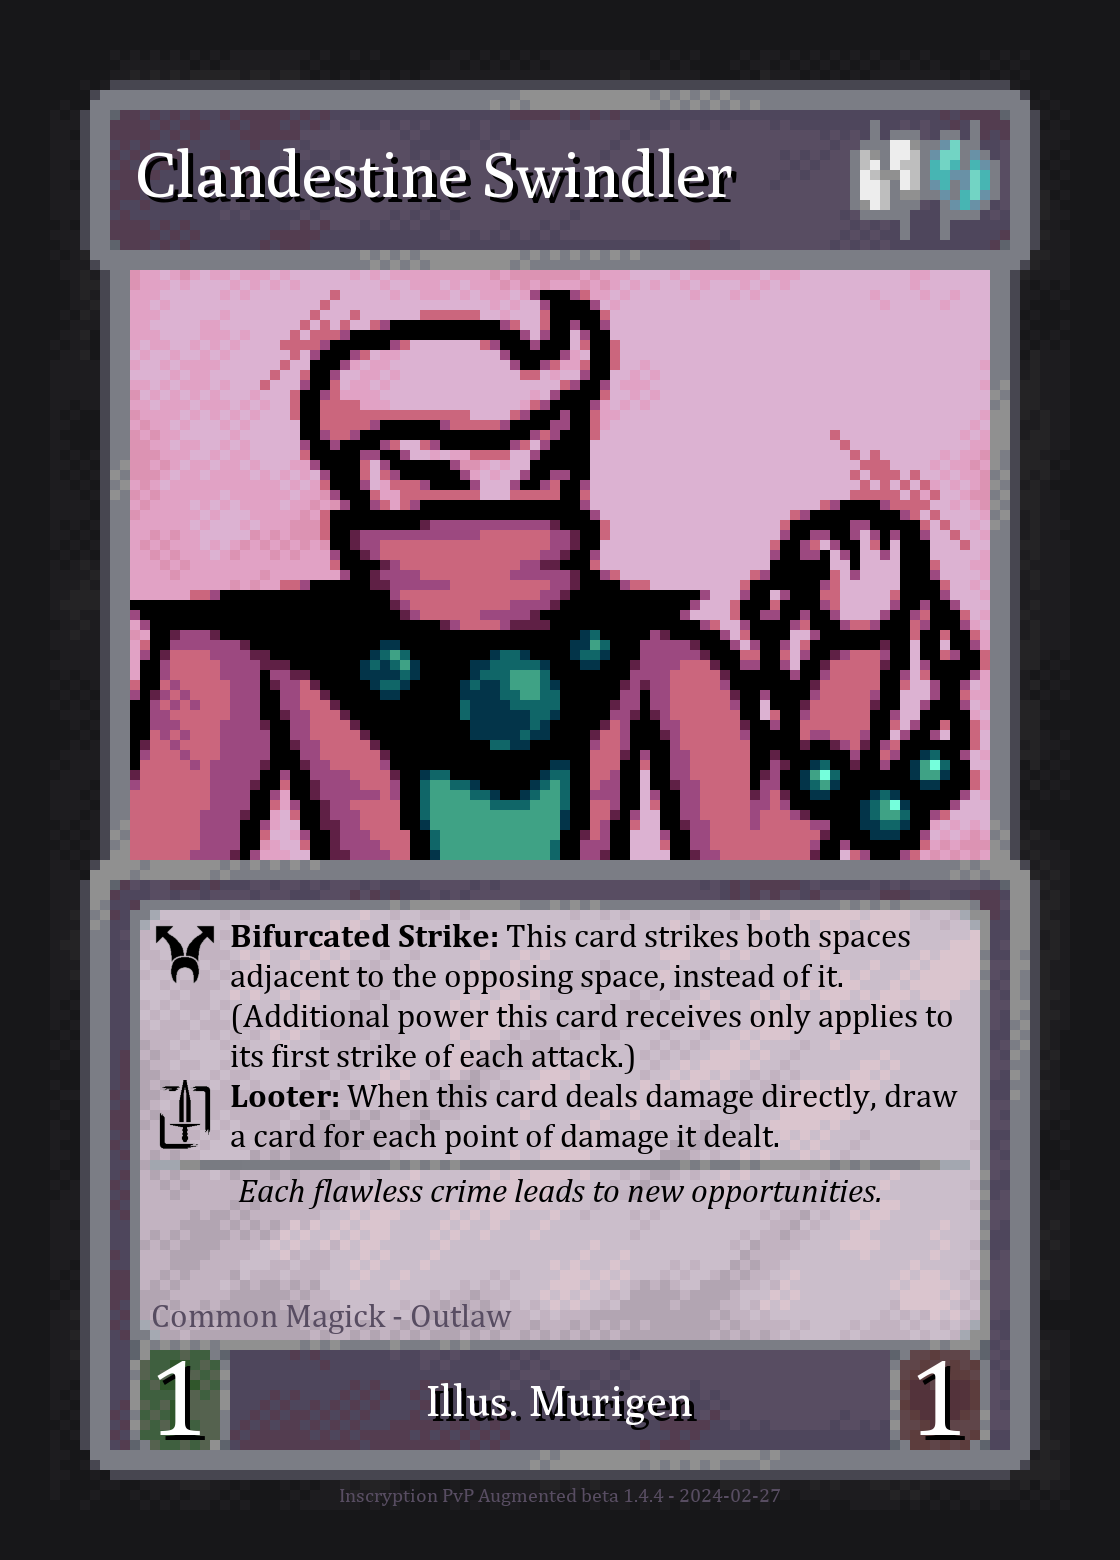 Clandestine Swindler
Bifurcated Strike: This card strikes both spaces
adjacent to the opposing space, instead of it.
(Additional power this card receives only applies to
its first strike of each attack.)
Looter: When this card deals damage directly, draw
a card for each point of damage it dealt.
Each flawless crime leads to new opportunities.
Common Magick - Outlaw
1 Illus. Murigen 1
Inscryption PvP Augmented beta 1.4.4 - 2024-02-27